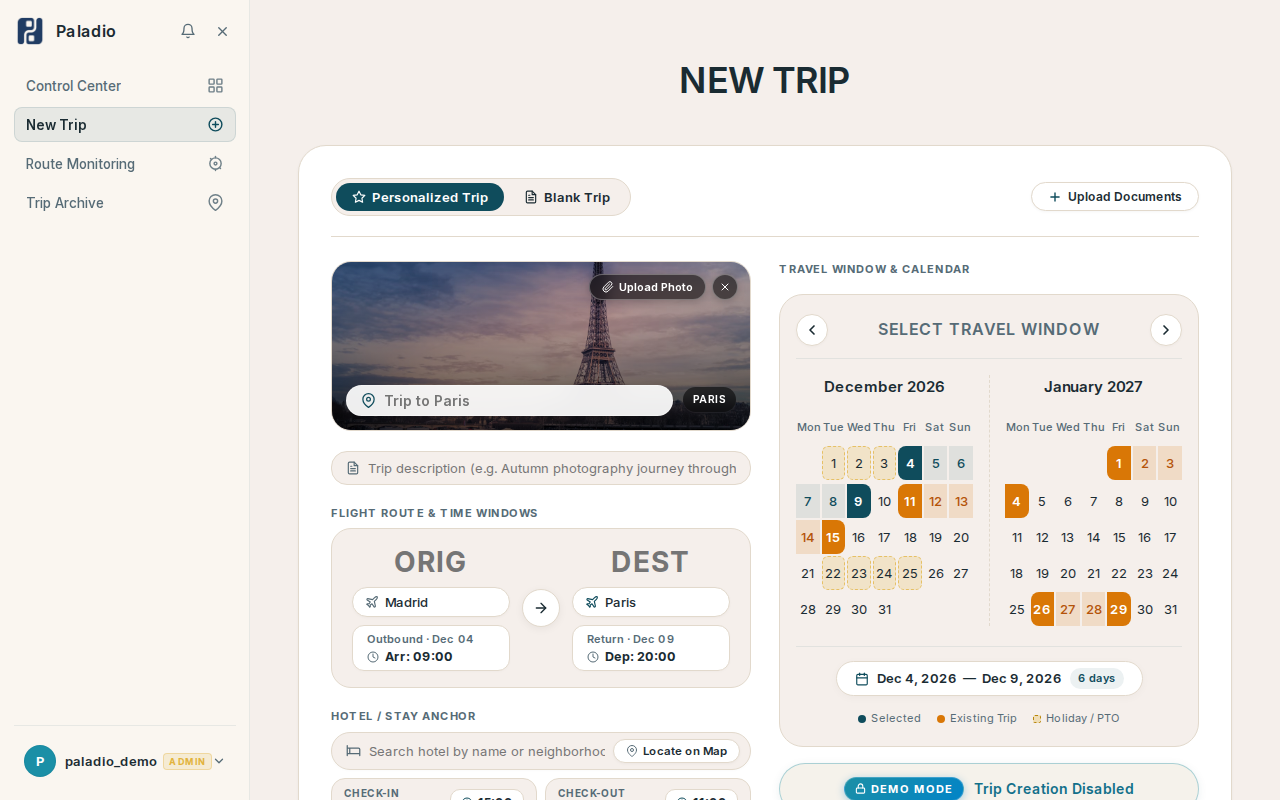 Paladio
Control Center
New Trip
Route Monitoring
Trip Archive
P paladio_demo ADMIN
NEW TRIP
Personalized Trip
Blank Trip
Upload Documents
Upload Photo
Trip to Paris
PARIS
Trip description (e.g. Autumn photography journey through
FLIGHT ROUTE & TIME WINDOWS
ORIG
DEST
Madrid
Paris
Outbound · Dec 04
Arr: 09:00
Return · Dec 09
Dep: 20:00
HOTEL / STAY ANCHOR
Search hotel by name or neighborhoo
Locate on Map
CHECK-IN
15:00
CHECK-OUT
11:00
TRAVEL WINDOW & CALENDAR
SELECT TRAVEL WINDOW
December 2026
Mon Tue Wed Thu Fri Sat Sun
1 2 3 4 5 6
7 8 9 10 11 12 13
14 15 16 17 18 19 20
21 22 23 24 25 26 27
28 29 30 31
January 2027
Mon Tue Wed Thu Fri Sat Sun
1 2 3
4 5 6 7 8 9 10
11 12 13 14 15 16 17
18 19 20 21 22 23 24
25 26 27 28 29 30 31
Dec 4, 2026 — Dec 9, 2026 6 days
Selected
Existing Trip
Holiday / PTO
DEMO MODE Trip Creation Disabled